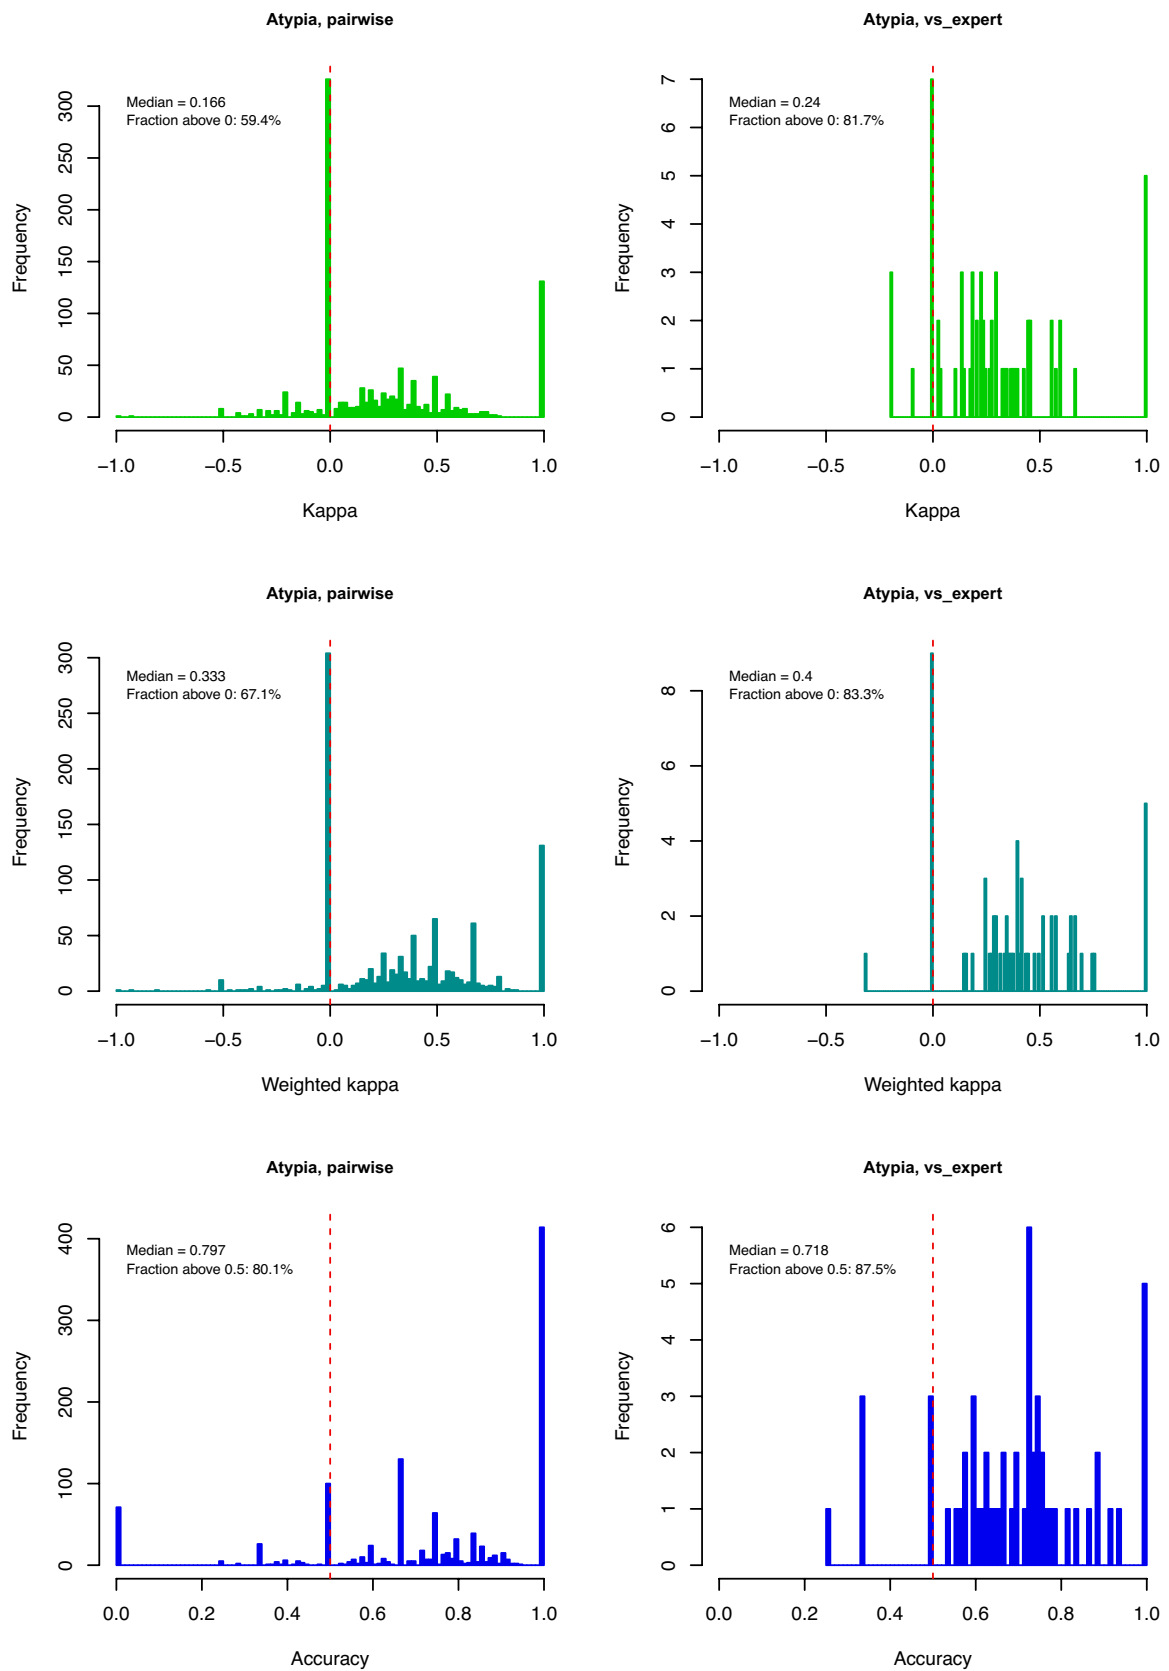 Atypia, pairwise
Median = 0.166
Fraction above 0: 59.4%
Frequency
0 50 100 150 200 250 300
−1.0 −0.5 0.0 0.5 1.0
Kappa
Atypia, vs_expert
Median = 0.24
Fraction above 0: 81.7%
Frequency
0 1 2 3 4 5 6 7
−1.0 −0.5 0.0 0.5 1.0
Kappa
Atypia, pairwise
Median = 0.333
Fraction above 0: 67.1%
Frequency
0 50 100 150 200 250 300
−1.0 −0.5 0.0 0.5 1.0
Weighted kappa
Atypia, vs_expert
Median = 0.4
Fraction above 0: 83.3%
Frequency
0 2 4 6 8
−1.0 −0.5 0.0 0.5 1.0
Weighted kappa
Atypia, pairwise
Median = 0.797
Fraction above 0.5: 80.1%
Frequency
0 100 200 300 400
0.0 0.2 0.4 0.6 0.8 1.0
Accuracy
Atypia, vs_expert
Median = 0.718
Fraction above 0.5: 87.5%
Frequency
0 1 2 3 4 5 6
0.0 0.2 0.4 0.6 0.8 1.0
Accuracy